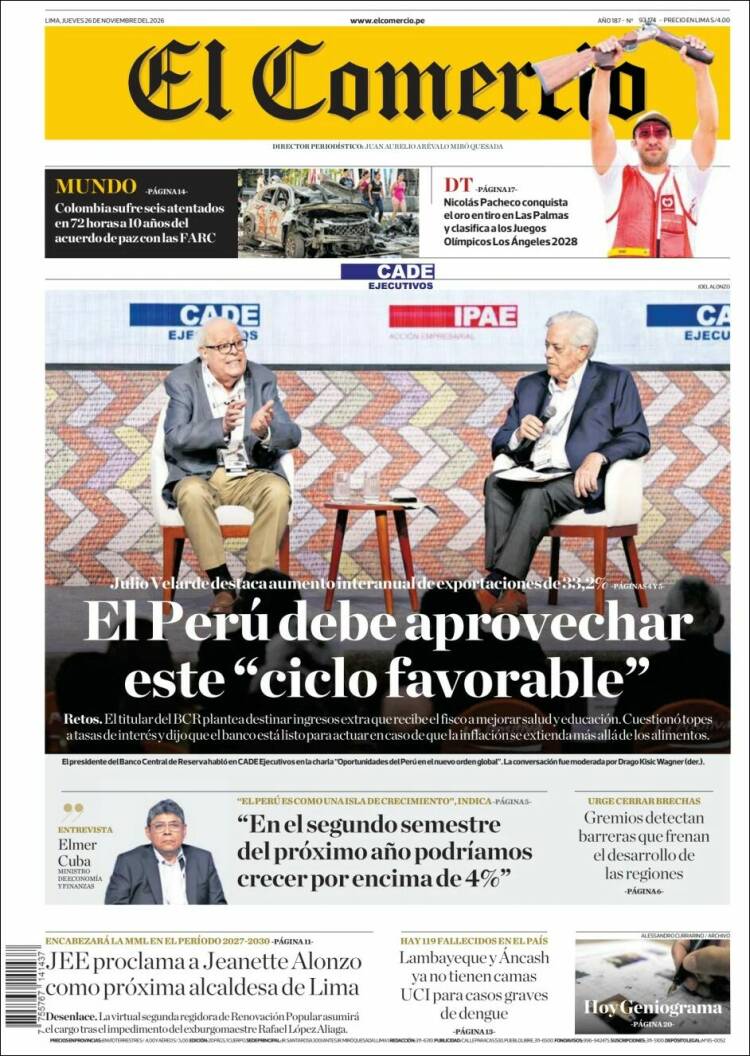 LIMA, JUEVES 26 DE NOVIEMBRE DEL 2026
www.elcomercio.pe
AÑO 187 - Nº 93,174 - PRECIO EN LIMA S/4.00
El Comercio
DIRECTOR PERIODÍSTICO: JUAN AURELIO ARÉVALO MIRÓ QUESADA
MUNDO -PÁGINA 14-
Colombia sufre seis atentados
en 72 horas a 10 años del
acuerdo de paz con las FARC
DT -PÁGINA 17-
Nicolás Pacheco conquista
el oro en tiro en Las Palmas
y clasifica a los Juegos
Olímpicos Los Ángeles 2028
CADE
EJECUTIVOS
JOEL ALONZO
CADE
EJECUTIVOS
IPAE
ACCIÓN EMPRESARIAL
CA
EJECU
Julio Velarde destaca aumento interanual de exportaciones de 33,2% -PÁGINAS 4 Y 5-
El Perú debe aprovechar
este “ciclo favorable”
Retos. El titular del BCR plantea destinar ingresos extra que recibe el fisco a mejorar salud y educación. Cuestionó topes
a tasas de interés y dijo que el banco está listo para actuar en caso de que la inflación se extienda más allá de los alimentos.
El presidente del Banco Central de Reserva habló en CADE Ejecutivos en la charla "Oportunidades del Perú en el nuevo orden global". La conversación fue moderada por Drago Kisic Wagner (der.).
ENTREVISTA
Elmer
Cuba
MINISTRO
DE ECONOMÍA
Y FINANZAS
“EL PERÚ ES COMO UNA ISLA DE CRECIMIENTO”, INDICA -PÁGINA 5-
“En el segundo semestre
del próximo año podríamos
crecer por encima de 4%”
URGE CERRAR BRECHAS
Gremios detectan
barreras que frenan
el desarrollo de
las regiones
-PÁGINA 6-
ENCABEZARÁ LA MML EN EL PERÍODO 2027-2030 -PÁGINA 11-
JEE proclama a Jeanette Alonzo
como próxima alcaldesa de Lima
Desenlace. La virtual segunda regidora de Renovación Popular asumirá
el cargo tras el impedimento del exburgomaestre Rafael López Aliaga.
HAY 119 FALLECIDOS EN EL PAÍS
Lambayeque y Áncash
ya no tienen camas
UCI para casos graves
de dengue
-PÁGINA 13-
ALESSANDRO CURRARINO / ARCHIVO
Hoy Geniograma
-PÁGINA 20-
7 755767 141437